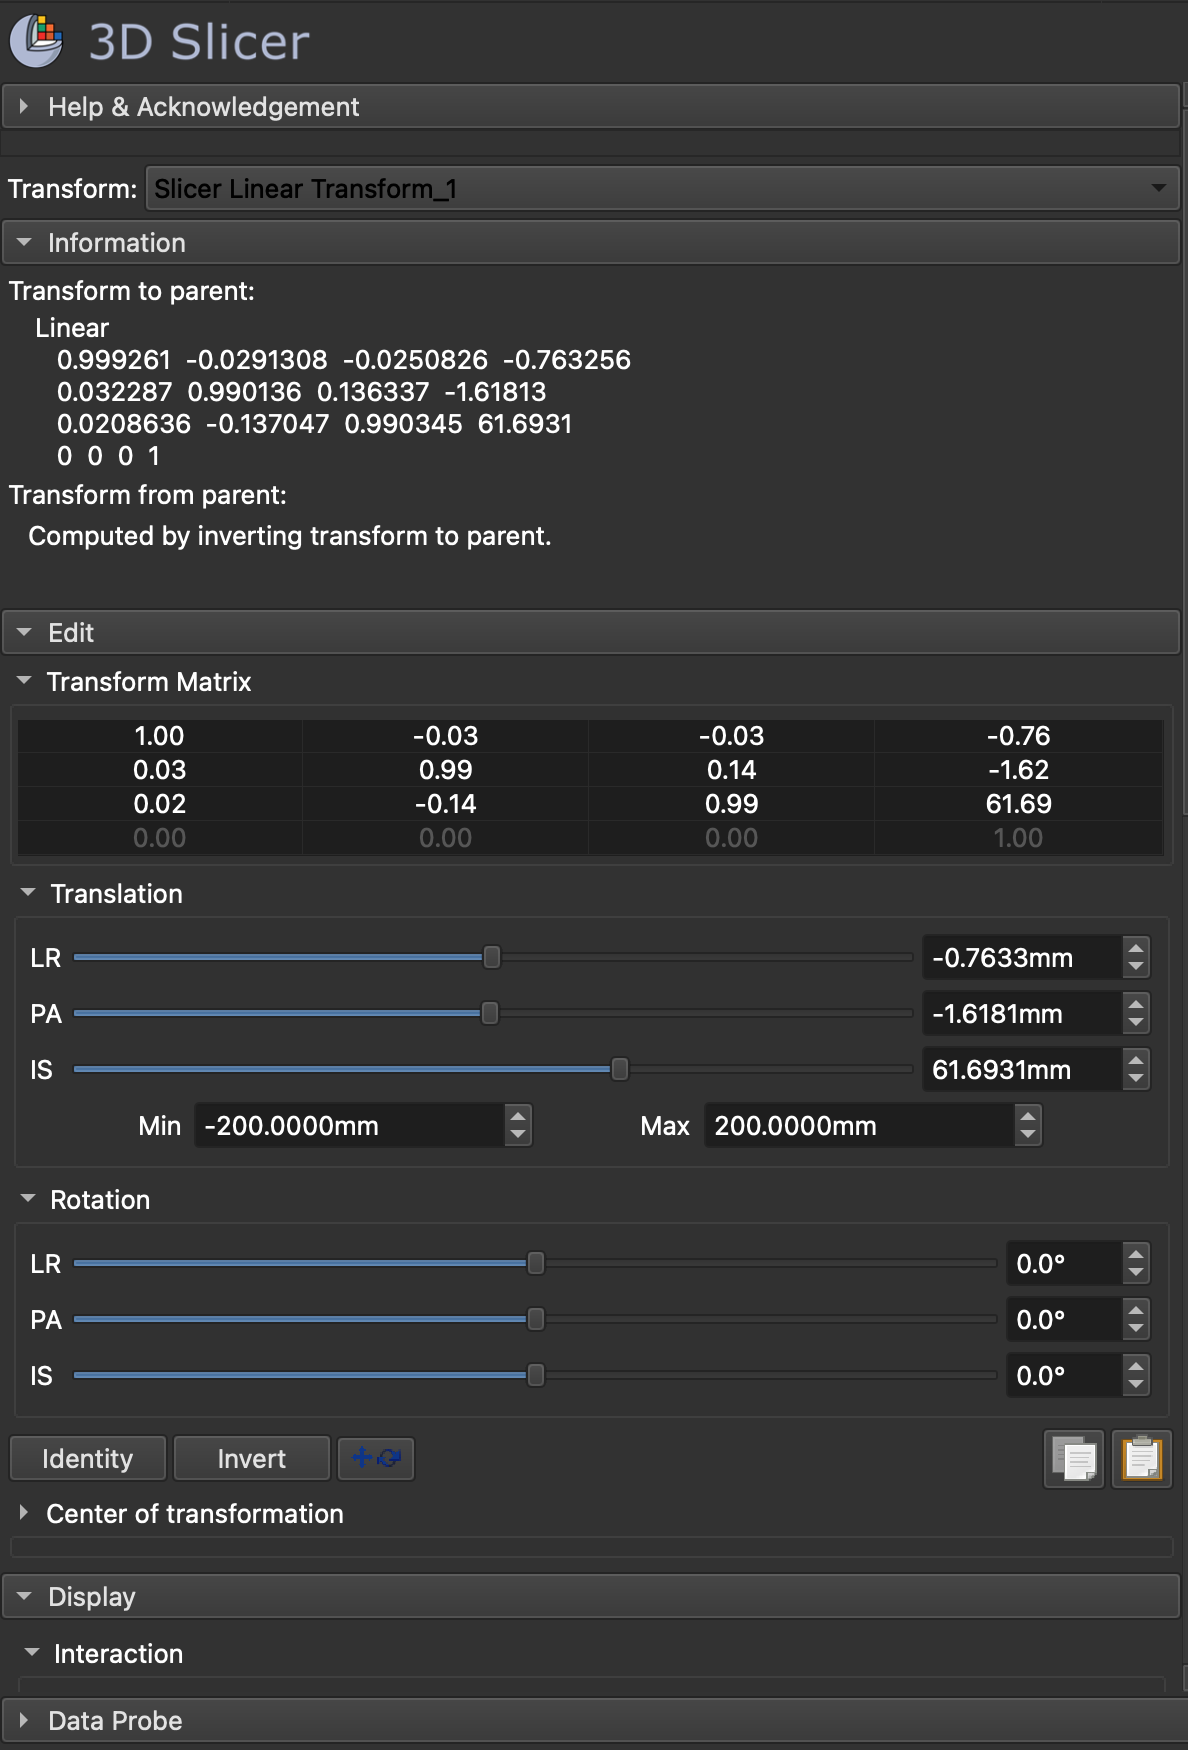 3D Slicer
Help & Acknowledgement
Transform: Slicer Linear Transform_1
Information
Transform to parent:
Linear
0.999261 -0.0291308 -0.0250826 -0.763256
0.032287 0.990136 0.136337 -1.61813
0.0208636 -0.137047 0.990345 61.6931
0 0 0 1
Transform from parent:
Computed by inverting transform to parent.
Edit
Transform Matrix
1.00 -0.03 -0.03 -0.76
0.03 0.99 0.14 -1.62
0.02 -0.14 0.99 61.69
0.00 0.00 0.00 1.00
Translation
LR -0.7633mm
PA -1.6181mm
IS 61.6931mm
Min -200.0000mm Max 200.0000mm
Rotation
LR 0.0°
PA 0.0°
IS 0.0°
Identity Invert
Center of transformation
Display
Interaction
Data Probe